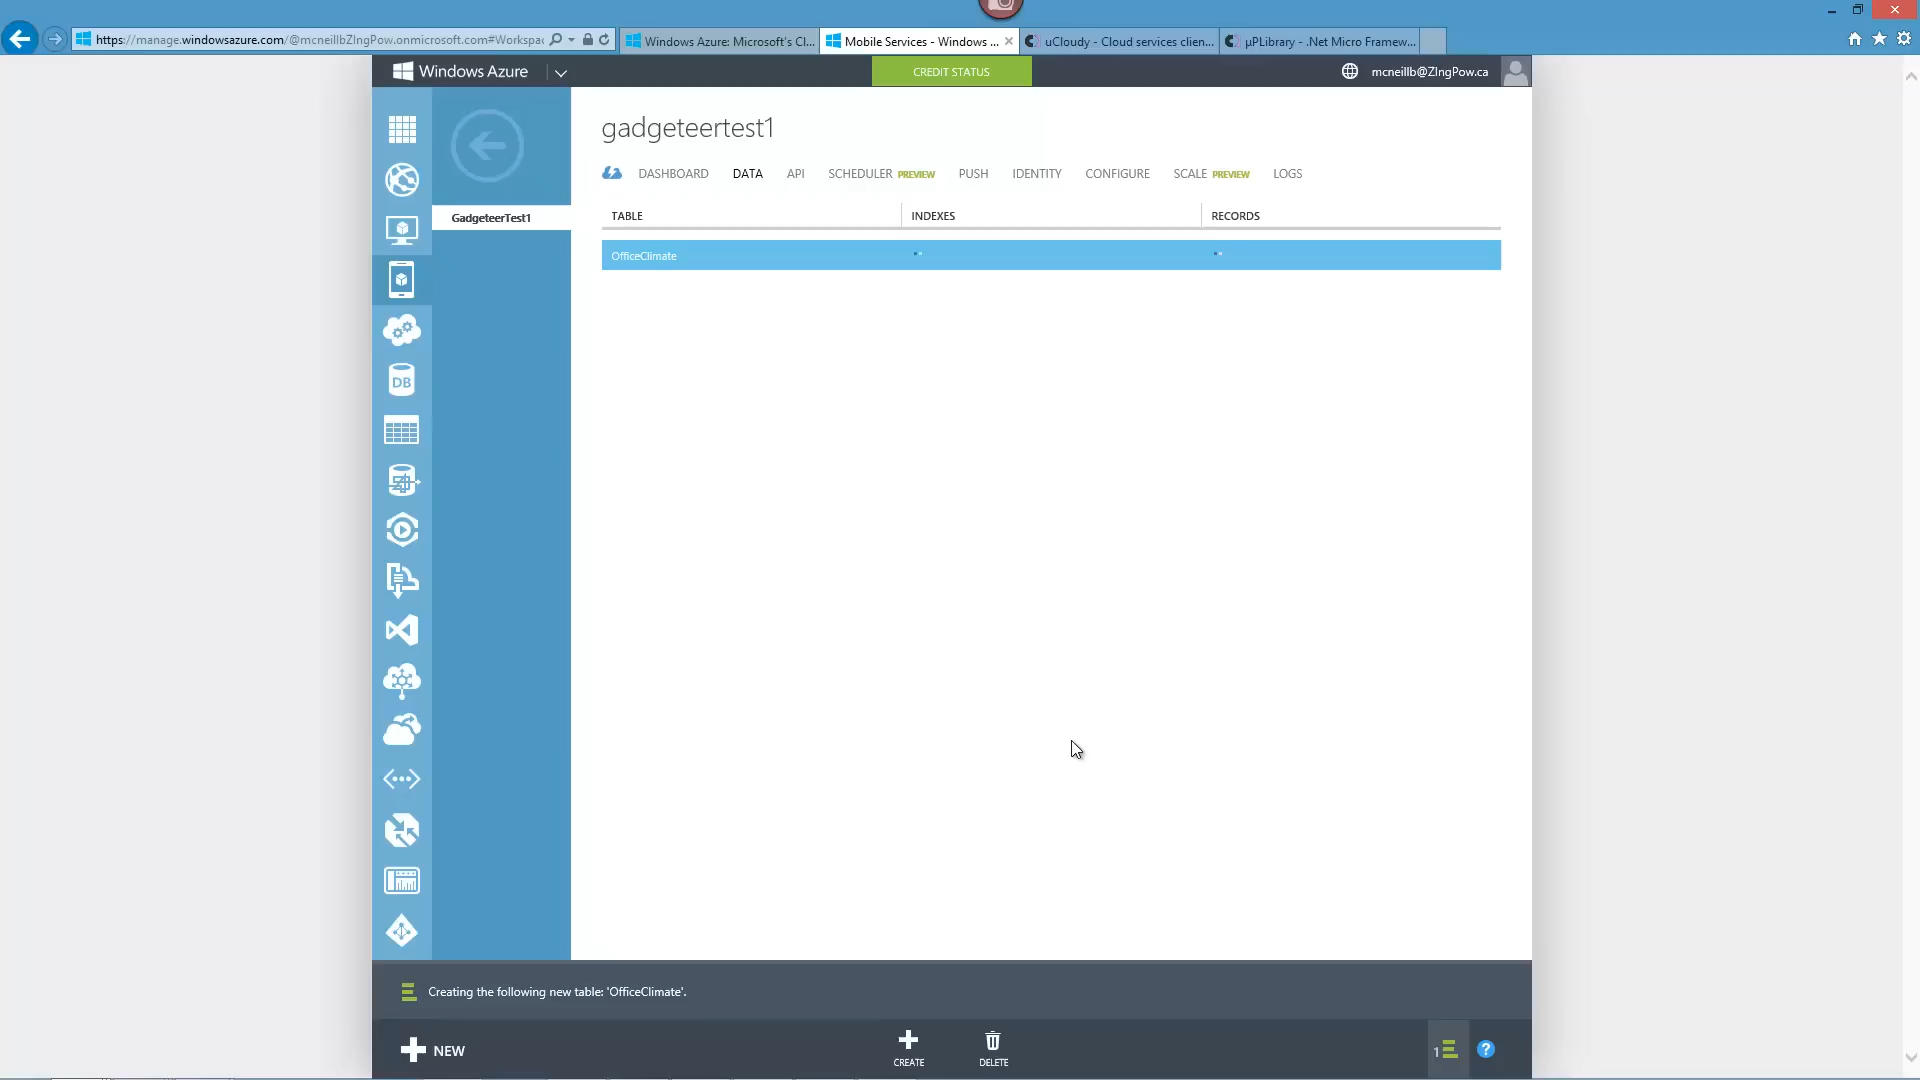 https://manage.windowsazure.com/@mcneillbZIngPow.onmicrosoft.com#Workspac
Windows Azure: Microsoft's Cl...
Mobile Services - Windows ...
uCloudy - Cloud services clien...
µPLibrary - .Net Micro Framew...
Windows Azure
CREDIT STATUS
mcneillb@ZIngPow.ca
gadgeteertest1
DASHBOARD DATA API SCHEDULER PREVIEW PUSH IDENTITY CONFIGURE SCALE PREVIEW LOGS
GadgeteerTest1
TABLE INDEXES RECORDS
OfficeClimate
DB
Creating the following new table: 'OfficeClimate'.
NEW
CREATE
DELETE
1
?